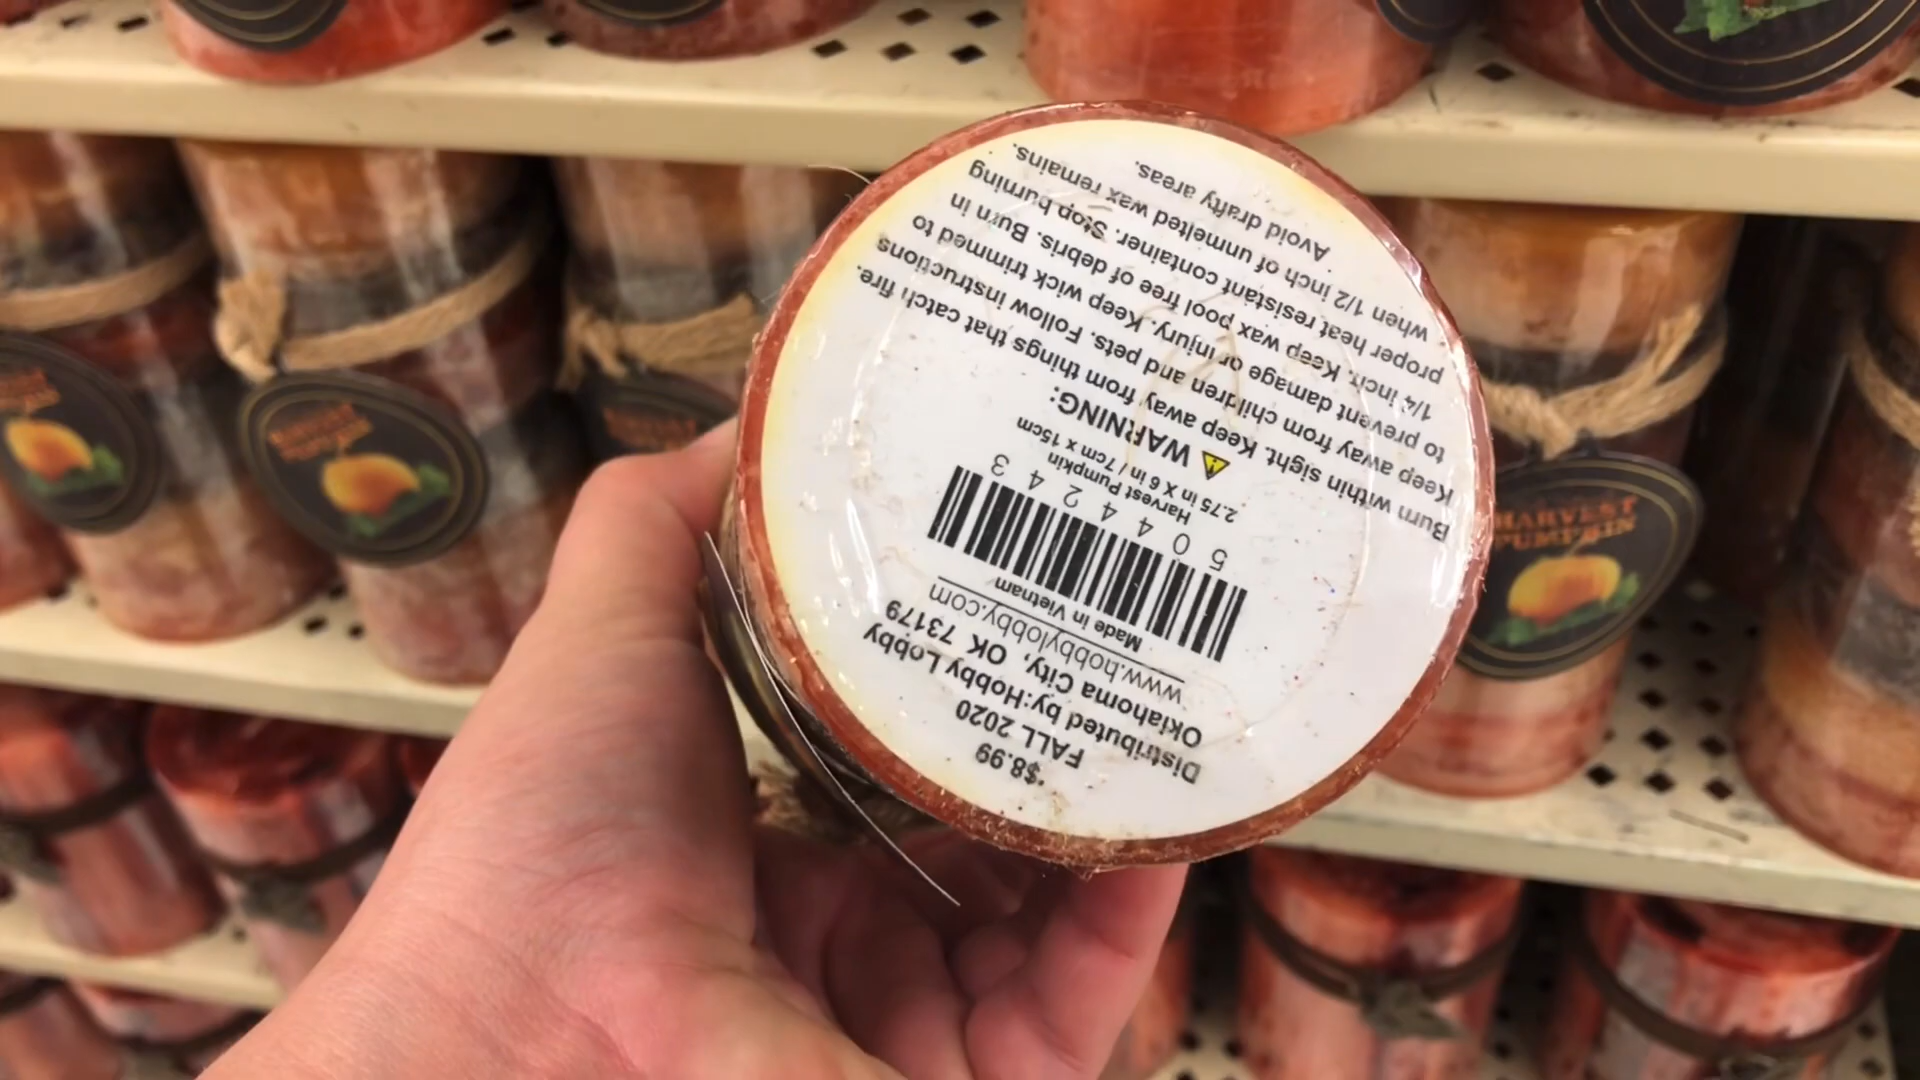 *$8.99
FALL 2020
Distributed by:Hobby Lobby
Oklahoma City, OK 73179
www.hobbylobby.com
Made in Vietnam
5 0 4 4 2 4 3
Harvest Pumpkin
2.75 in X 6 in / 7cm x 15cm
WARNING:
Burn within sight. Keep away from things that catch fire.
Keep away from children and pets. Follow instructions
to prevent damage or injury. Keep wick trimmed to
1/4 inch. Keep wax pool free of debris. Burn in
proper heat resistant container. Stop burning
when 1/2 inch of unmelted wax remains.
Avoid drafty areas.
HARVEST
PUMPKIN
HARVEST
PUMPKIN